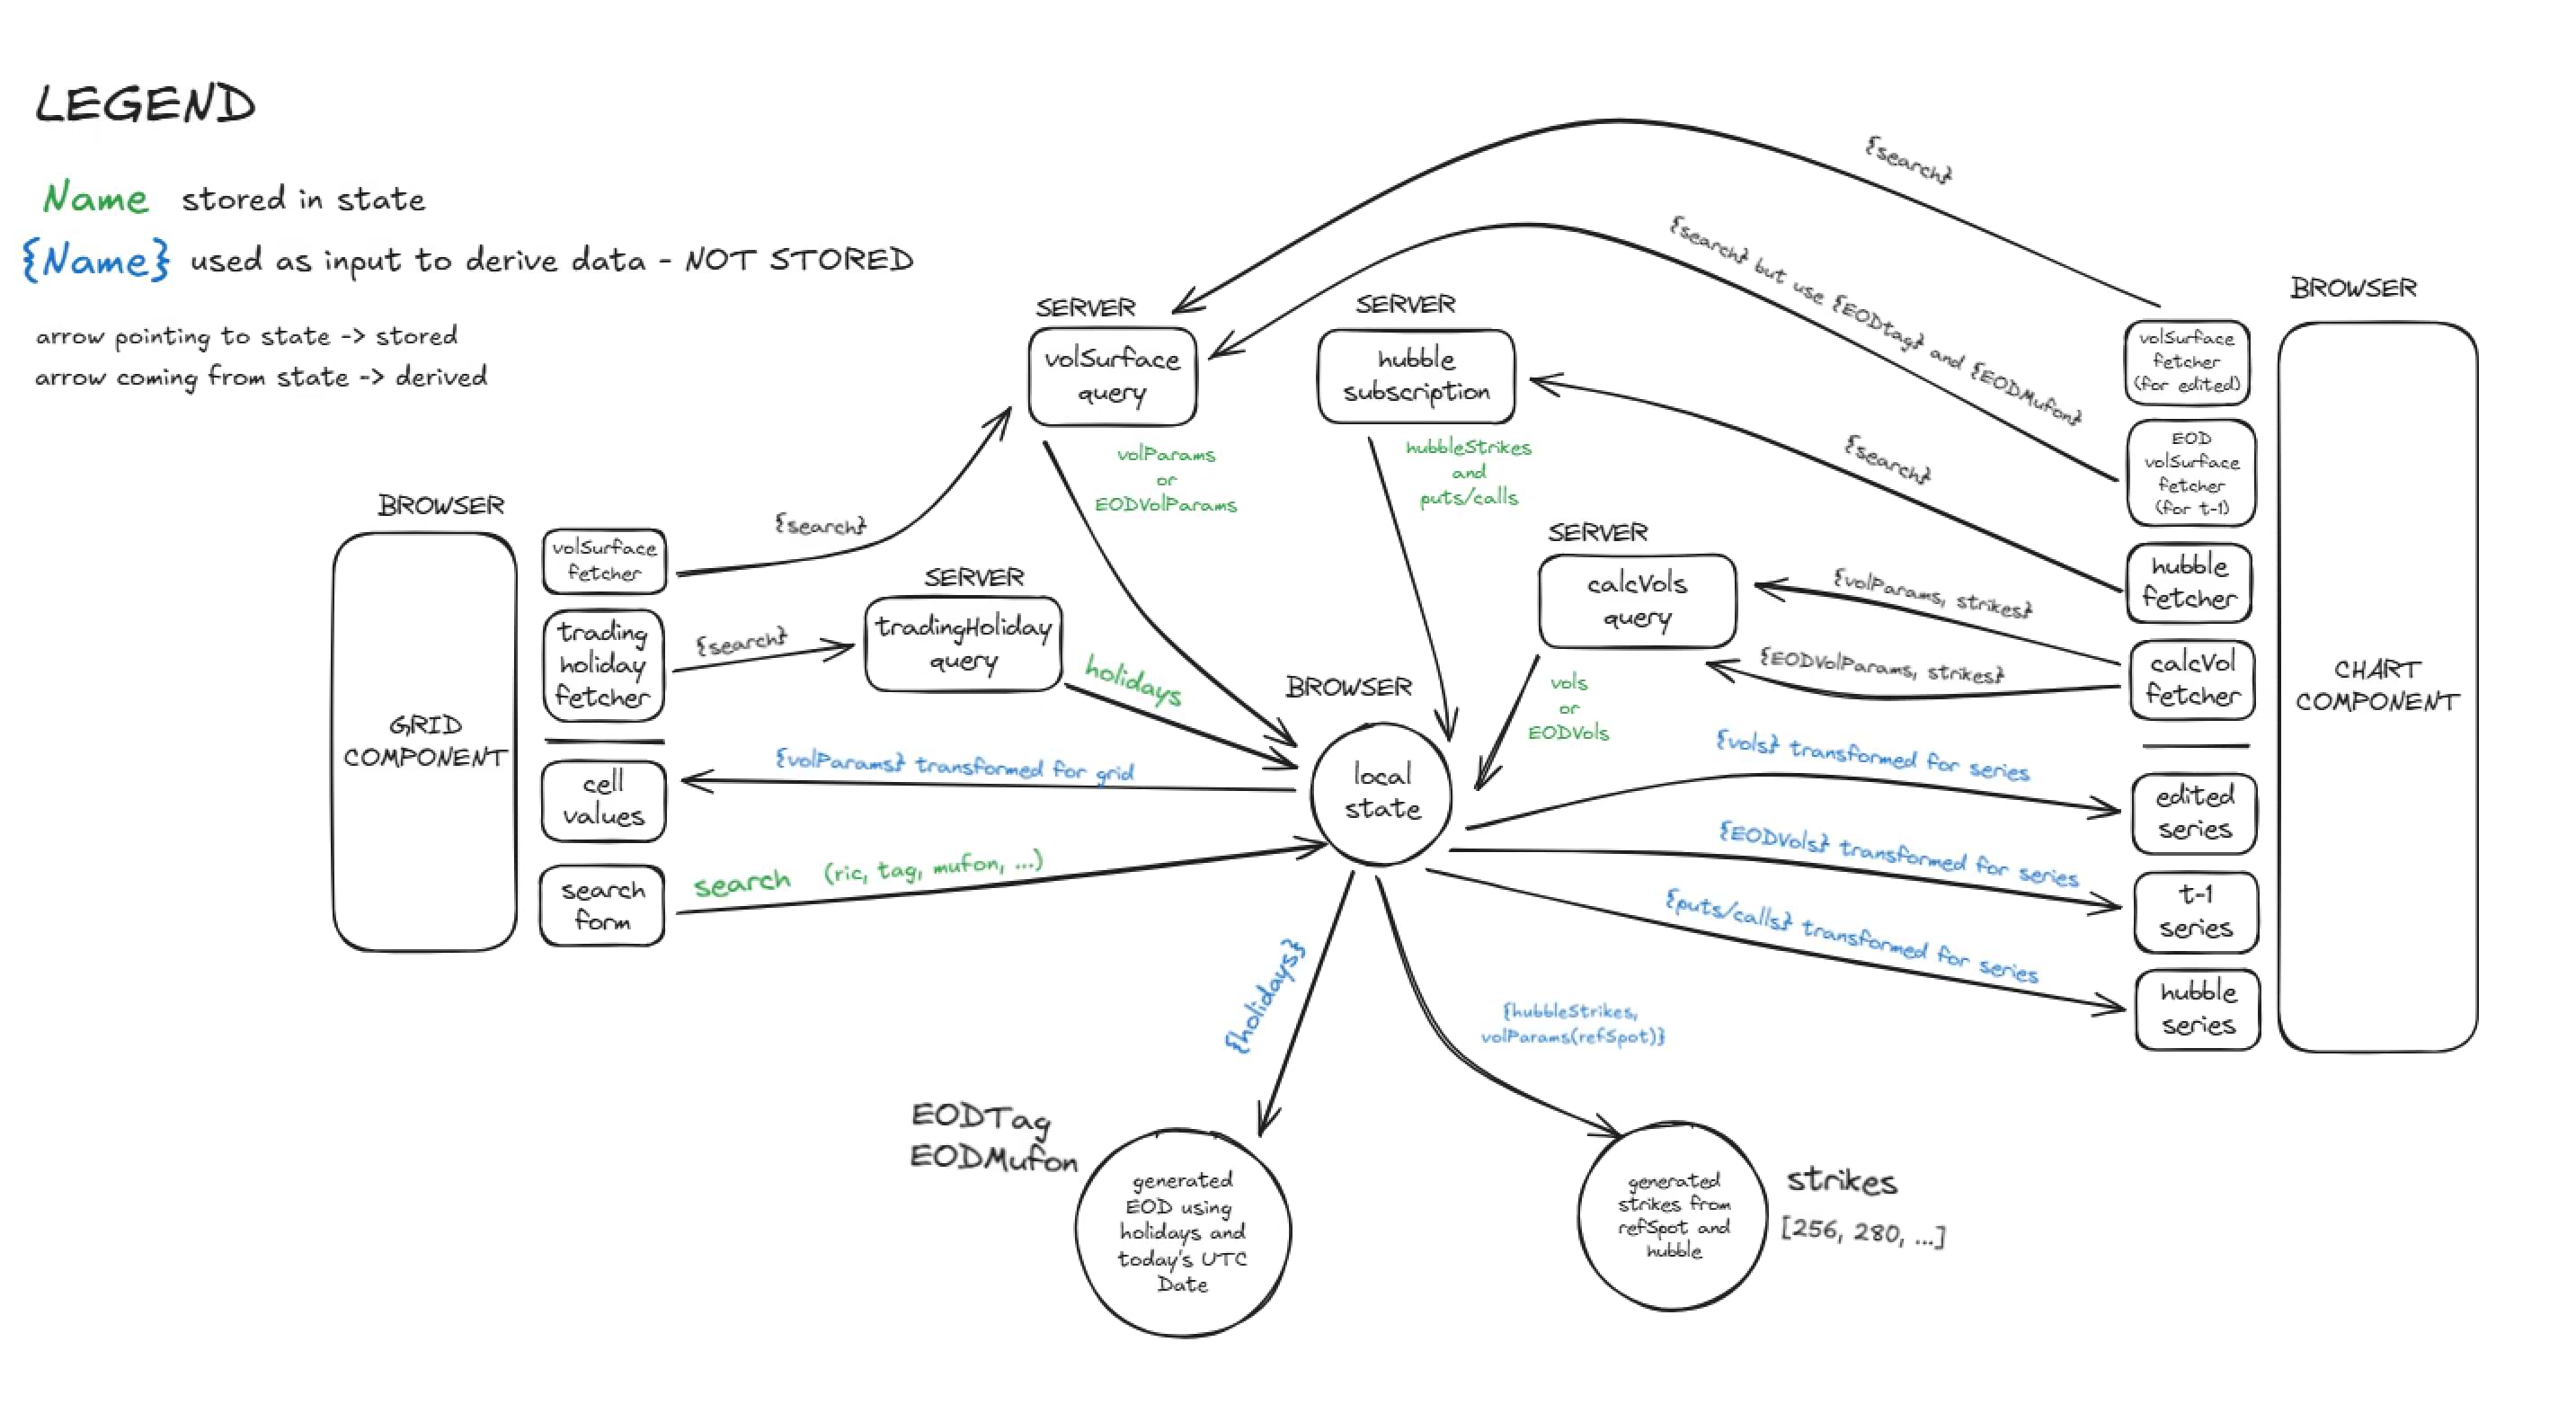 LEGEND
Name stored in state
{Name} used as input to derive data - NOT STORED
arrow pointing to state -> stored
arrow coming from state -> derived
BROWSER
GRID
COMPONENT
volSurface
fetcher
trading
holiday
fetcher
cell
values
search
form
{search}
{search}
SERVER
volSurface
query
volParams
or
EODVolParams
SERVER
tradingHoliday
query
holidays
{volParams} transformed for grid
search (ric, tag, mufon, ...)
SERVER
hubble
subscription
hubbleStrikes
and
puts/calls
SERVER
calcVols
query
vols
or
EODVols
BROWSER
local
state
{search}
{search} but use {EODtag} and {EODMufon}
{search}
{volParams, strikes}
{EODVolParams, strikes}
{vols} transformed for series
{EODVols} transformed for series
{puts/calls} transformed for series
BROWSER
volSurface
fetcher
(for edited)
EOD
volSurface
fetcher
(for t-1)
hubble
fetcher
calcVol
fetcher
edited
series
t-1
series
hubble
series
CHART
COMPONENT
{holidays}
{hubbleStrikes,
volParams(refSpot)}
EODTag
EODMufon
generated
EOD using
holidays and
today's UTC
Date
generated
strikes from
refSpot and
hubble
strikes
[256, 280, ...]